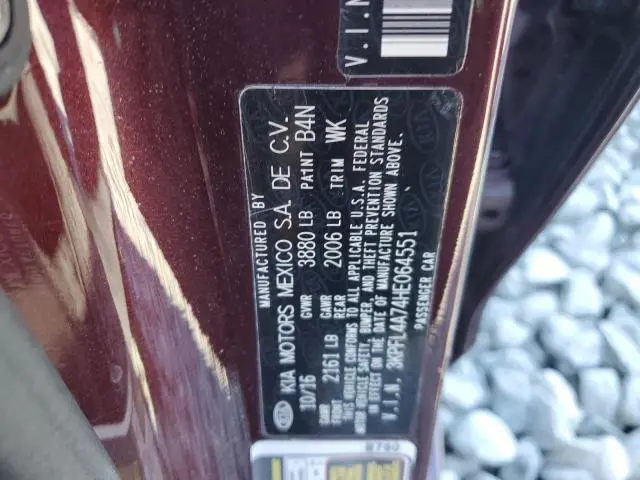 MANUFACTURED BY
KIA MOTORS MEXICO S.A. DE C.V.
10/16 GVWR 3880 LB PAINT B4N
GAWR FRONT 2161 LB GAWR REAR 2006 LB TRIM WK
THIS VEHICLE CONFORMS TO ALL APPLICABLE U.S.A. FEDERAL
MOTOR VEHICLE SAFETY, BUMPER, AND THEFT PREVENTION STANDARDS
IN EFFECT ON THE DATE OF MANUFACTURE SHOWN ABOVE.
V.I.N. 3KPFL4A74HE064551
PASSENGER CAR
V.I.N
KIA